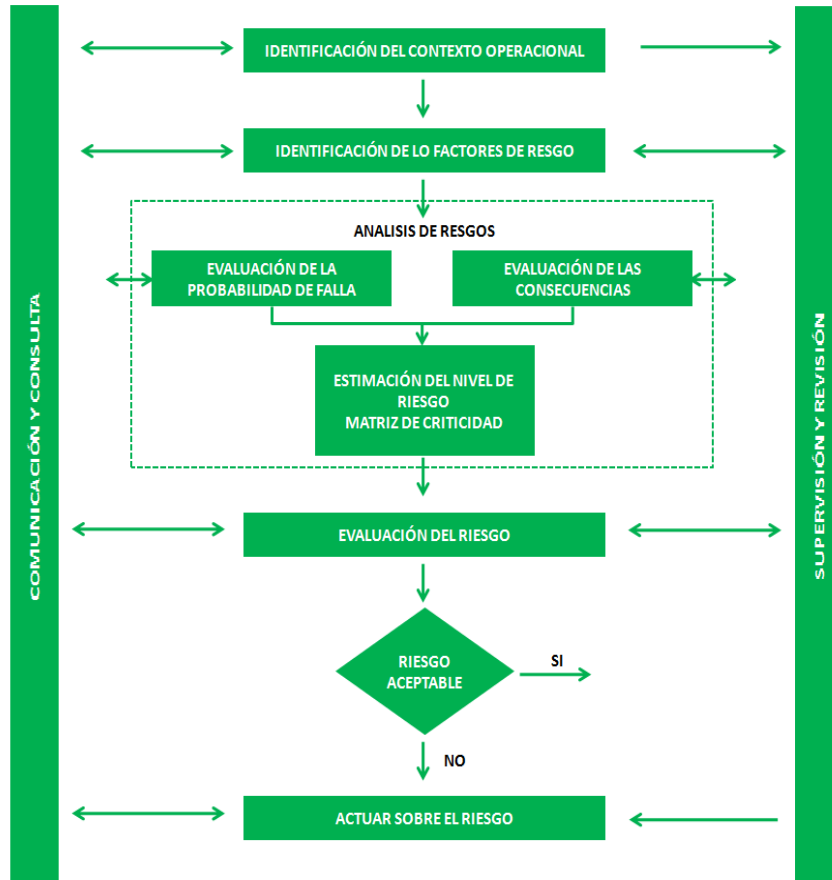 IDENTIFICACIÓN DEL CONTEXTO OPERACIONAL
IDENTIFICACIÓN DE LO FACTORES DE RESGO
ANALISIS DE RESGOS
EVALUACIÓN DE LA
PROBABILIDAD DE FALLA
EVALUACIÓN DE LAS
CONSECUENCIAS
ESTIMACIÓN DEL NIVEL DE
RIESGO
MATRIZ DE CRITICIDAD
EVALUACIÓN DEL RIESGO
RIESGO
ACEPTABLE
SI
NO
ACTUAR SOBRE EL RIESGO
COMUNICACIÓN Y CONSULTA
SUPERVISIÓN Y REVISIÓN